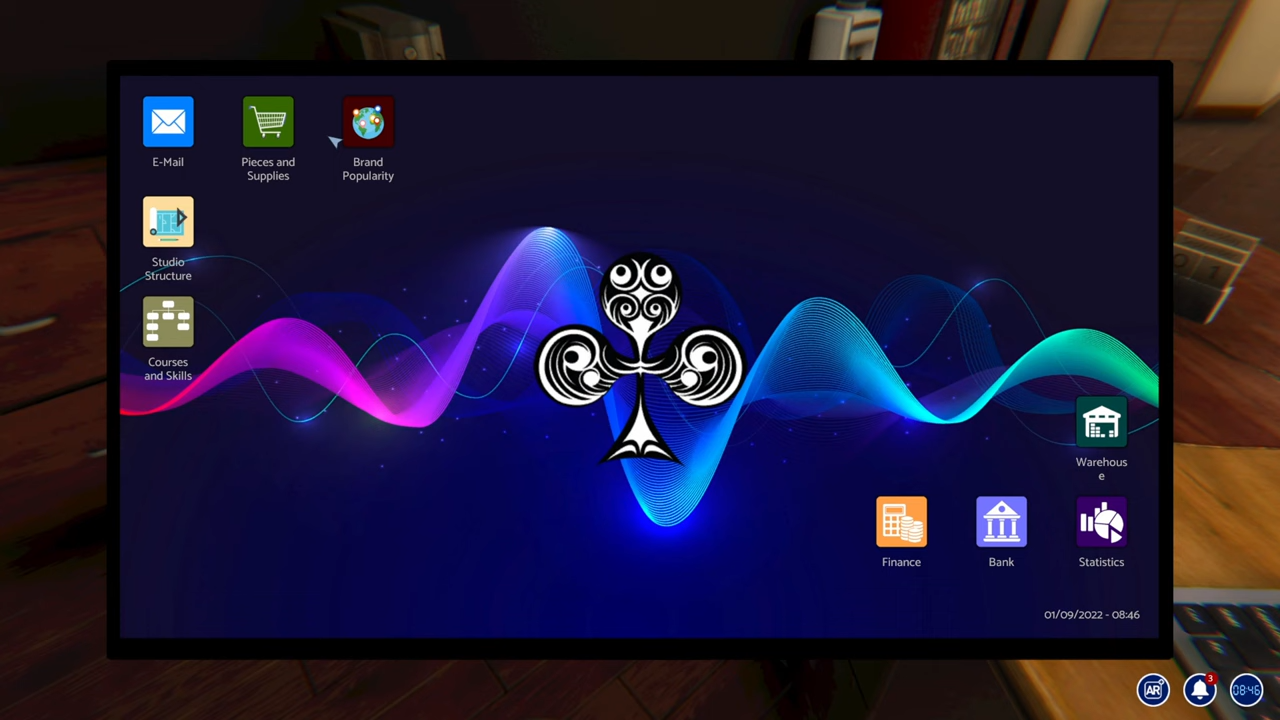 E-Mail
Pieces and
Supplies
Brand
Popularity
Studio
Structure
Courses
and Skills
Warehous
e
Finance
Bank
Statistics
01/09/2022 - 08:46
AR
3
08:46